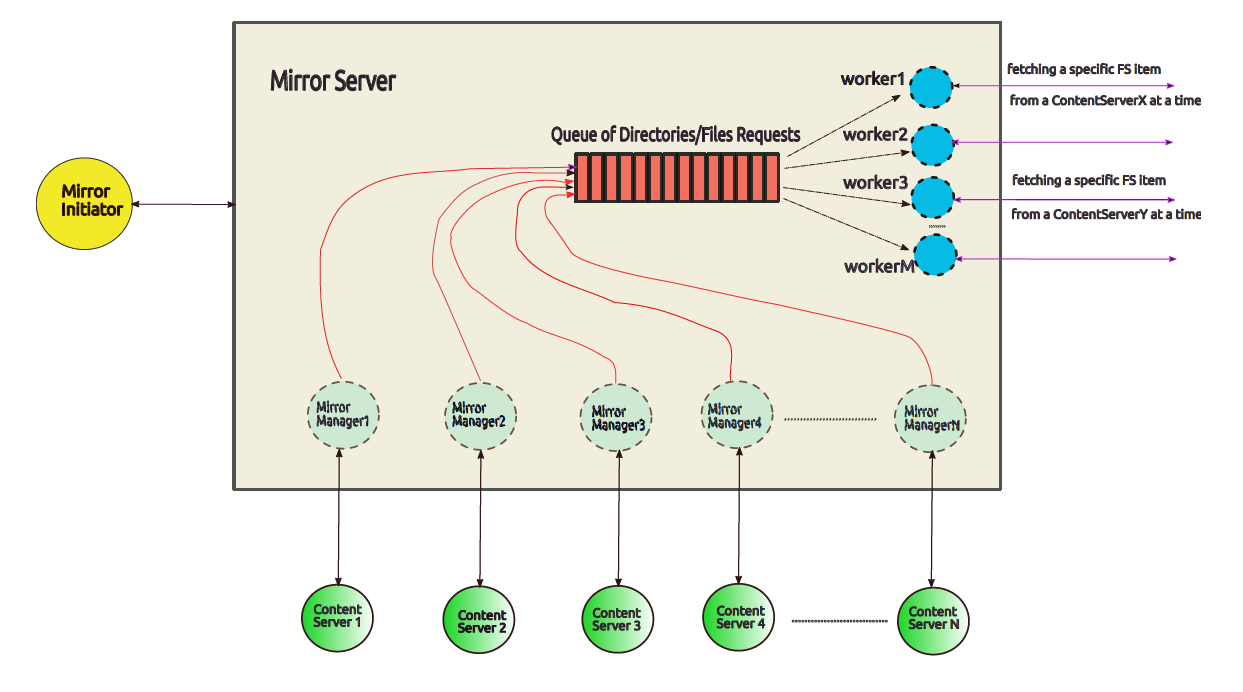 Mirror Server
Queue of Directories/Files Requests
worker1
worker2
worker3
workerM
fetching a specific FS item
from a ContentServerX at a time
fetching a specific FS item
from a ContentServerY at a time
Mirror
Initiator
Mirror
Manager1
Mirror
Manager2
Mirror
Manager3
Mirror
Manager4
Mirror
ManagerN
Content
Server 1
Content
Server 2
Content
Server 3
Content
Server 4
Content
Server N